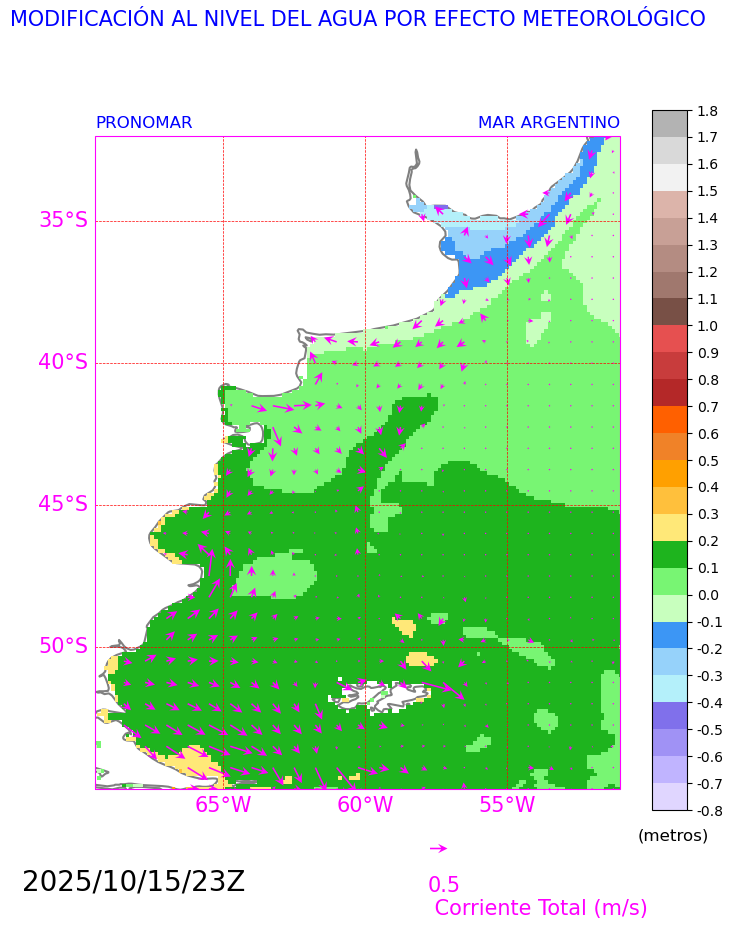 MODIFICACIÓN AL NIVEL DEL AGUA POR EFECTO METEOROLÓGICO
PRONOMAR
MAR ARGENTINO
35°S
40°S
45°S
50°S
65°W
60°W
55°W
1.8
1.7
1.6
1.5
1.4
1.3
1.2
1.1
1.0
0.9
0.8
0.7
0.6
0.5
0.4
0.3
0.2
0.1
0.0
-0.1
-0.2
-0.3
-0.4
-0.5
-0.6
-0.7
-0.8
(metros)
2025/10/15/23Z
0.5
Corriente Total (m/s)